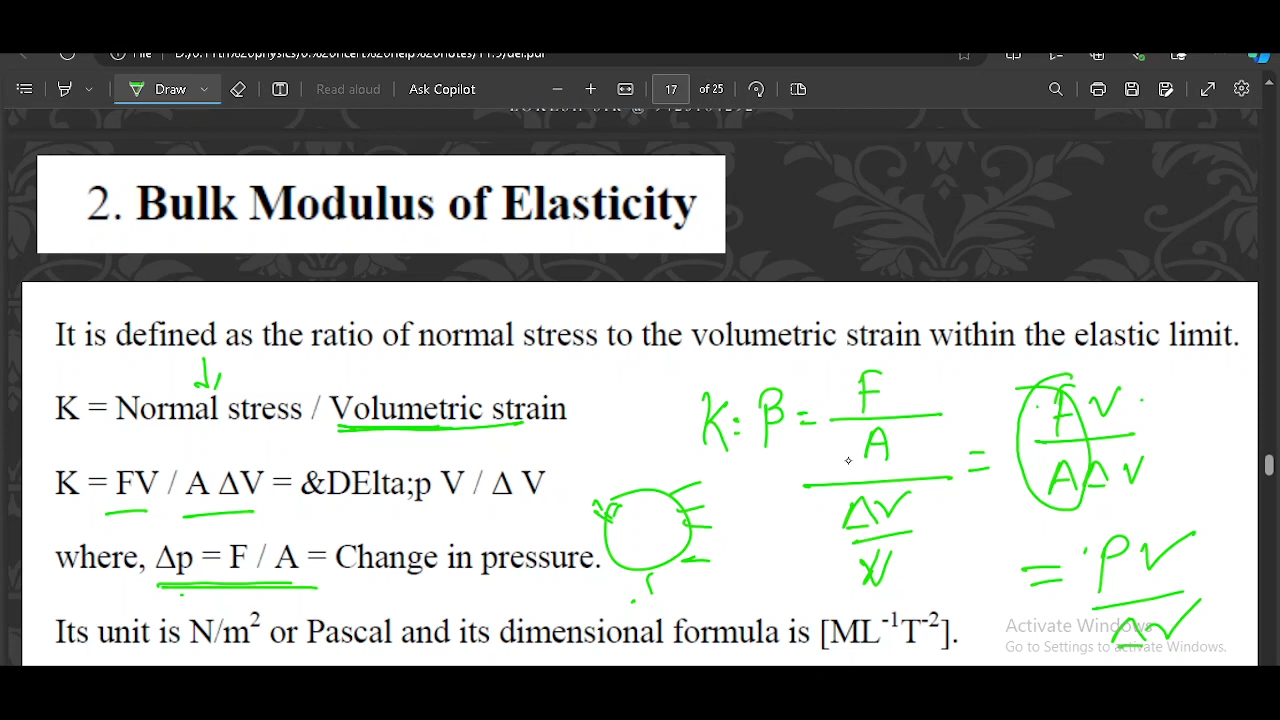 Draw
Read aloud
Ask Copilot
17 of 25
2. Bulk Modulus of Elasticity
It is defined as the ratio of normal stress to the volumetric strain within the elastic limit.
K = Normal stress / Volumetric strain
K = FV / A ΔV = &DElta;p V / Δ V
where, Δp = F / A = Change in pressure.
Its unit is N/m² or Pascal and its dimensional formula is [ML⁻¹T⁻²].
K : β = F / A / ΔV / V = FV / AΔV
= PV / ΔV
Activate Windows
Go to Settings to activate Windows.